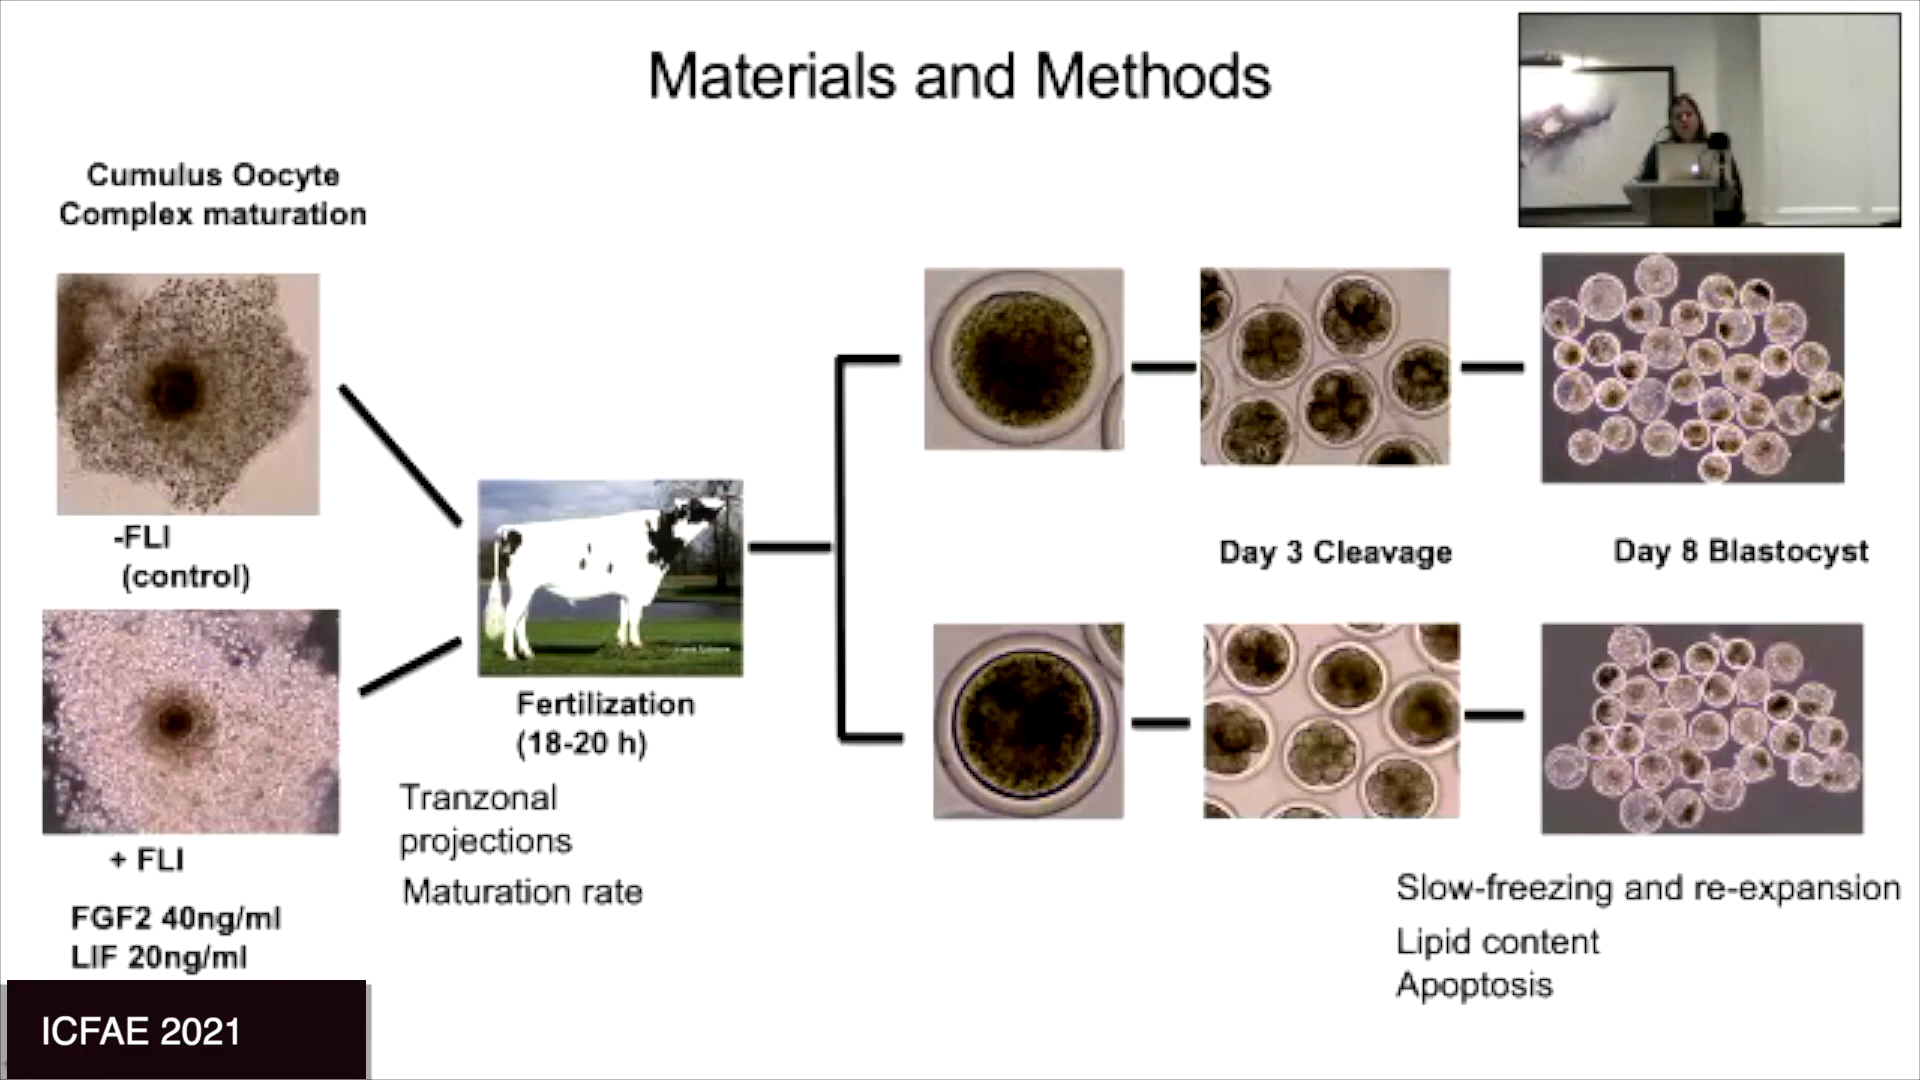 Materials and Methods
Cumulus Oocyte
Complex maturation
-FLI
(control)
+ FLI
FGF2 40ng/ml
LIF 20ng/ml
Fertilization
(18-20 h)
Tranzonal
projections
Maturation rate
Day 3 Cleavage
Day 8 Blastocyst
Slow-freezing and re-expansion
Lipid content
Apoptosis
ICFAE 2021